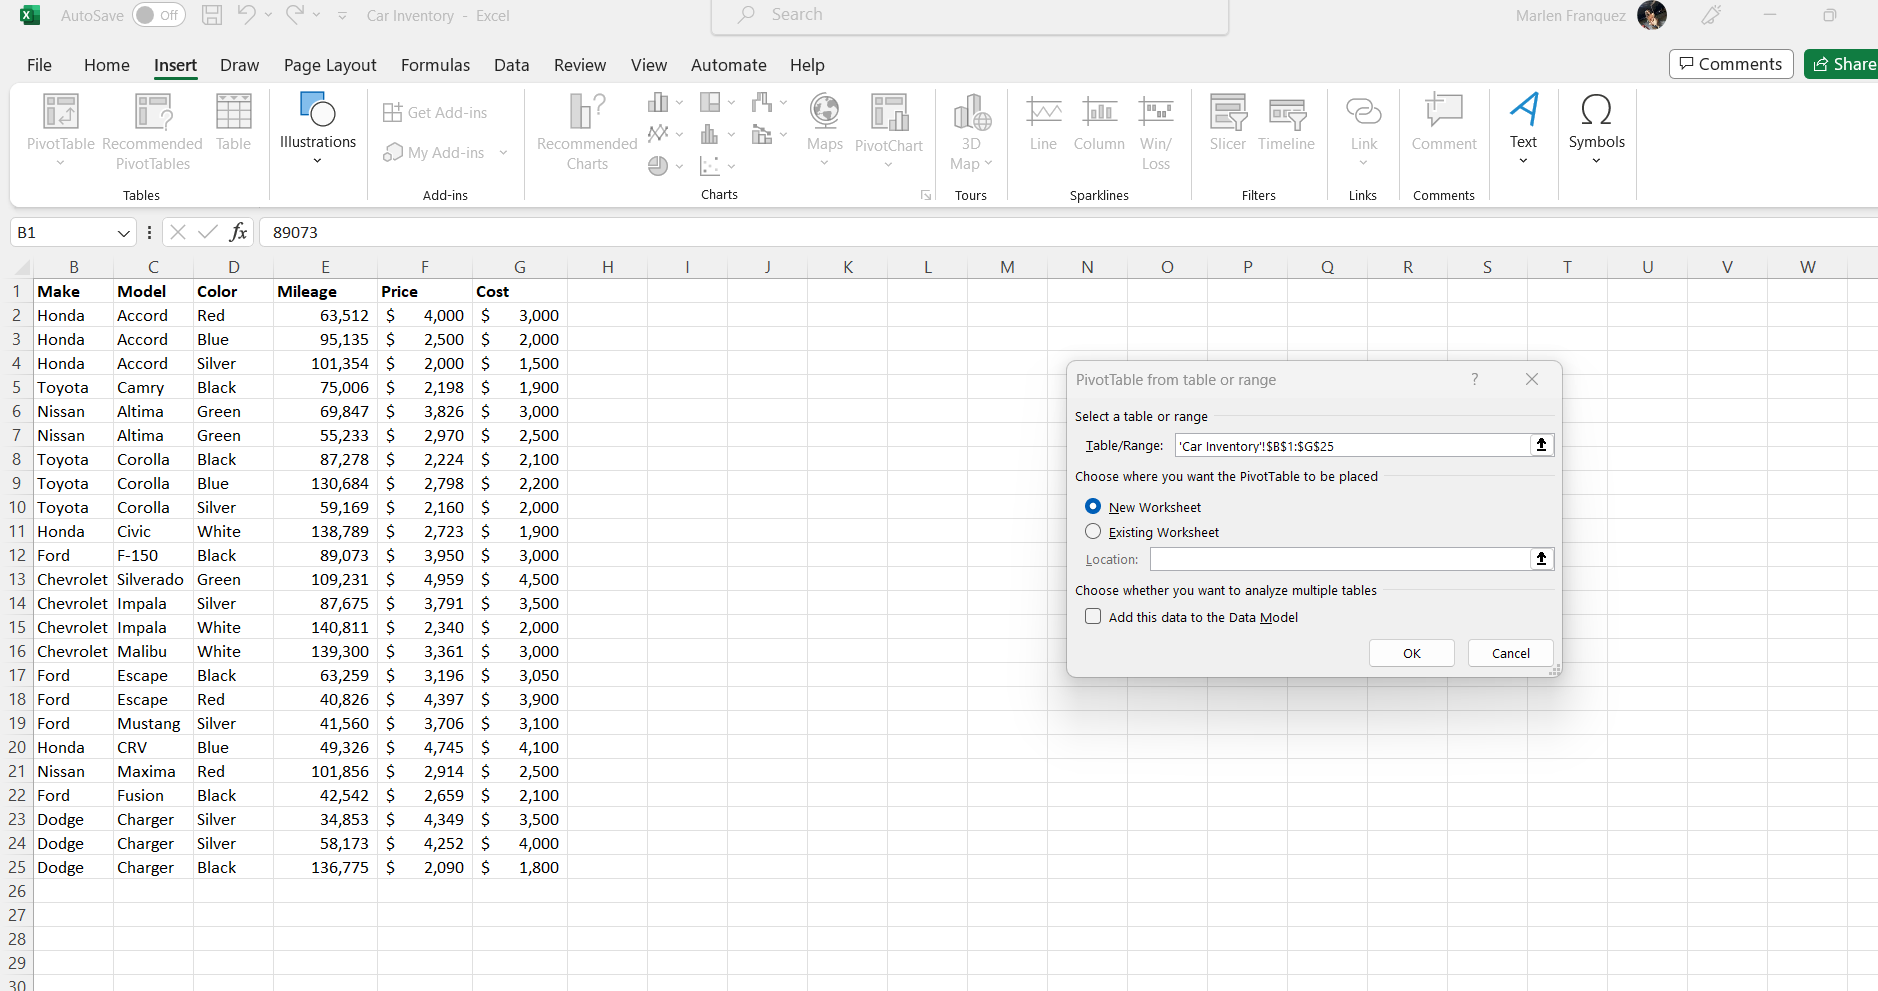 AutoSave Off Car Inventory - Excel Search Marlen Franquez
File Home Insert Draw Page Layout Formulas Data Review View Automate Help Comments Share
PivotTable Recommended PivotTables Table Illustrations Get Add-ins My Add-ins Recommended Charts Maps PivotChart 3D Map Line Column Win/Loss Slicer Timeline Link Comment Text Symbols
Tables Add-ins Charts Tours Sparklines Filters Links Comments
B1 fx 89073
B C D E F G H I J K L M N O P Q R S T U V W
1 Make Model Color Mileage Price Cost
2 Honda Accord Red 63,512 $ 4,000 $ 3,000
3 Honda Accord Blue 95,135 $ 2,500 $ 2,000
4 Honda Accord Silver 101,354 $ 2,000 $ 1,500
5 Toyota Camry Black 75,006 $ 2,198 $ 1,900
6 Nissan Altima Green 69,847 $ 3,826 $ 3,000
7 Nissan Altima Green 55,233 $ 2,970 $ 2,500
8 Toyota Corolla Black 87,278 $ 2,224 $ 2,100
9 Toyota Corolla Blue 130,684 $ 2,798 $ 2,200
10 Toyota Corolla Silver 59,169 $ 2,160 $ 2,000
11 Honda Civic White 138,789 $ 2,723 $ 1,900
12 Ford F-150 Black 89,073 $ 3,950 $ 3,000
13 Chevrolet Silverado Green 109,231 $ 4,959 $ 4,500
14 Chevrolet Impala Silver 87,675 $ 3,791 $ 3,500
15 Chevrolet Impala White 140,811 $ 2,340 $ 2,000
16 Chevrolet Malibu White 139,300 $ 3,361 $ 3,000
17 Ford Escape Black 63,259 $ 3,196 $ 3,050
18 Ford Escape Red 40,826 $ 4,397 $ 3,900
19 Ford Mustang Silver 41,560 $ 3,706 $ 3,100
20 Honda CRV Blue 49,326 $ 4,745 $ 4,100
21 Nissan Maxima Red 101,856 $ 2,914 $ 2,500
22 Ford Fusion Black 42,542 $ 2,659 $ 2,100
23 Dodge Charger Silver 34,853 $ 4,349 $ 3,500
24 Dodge Charger Silver 58,173 $ 4,252 $ 4,000
25 Dodge Charger Black 136,775 $ 2,090 $ 1,800
26
27
28
29
30
PivotTable from table or range ?
Select a table or range
Table/Range: 'Car Inventory'!$B$1:$G$25
Choose where you want the PivotTable to be placed
New Worksheet
Existing Worksheet
Location:
Choose whether you want to analyze multiple tables
Add this data to the Data Model
OK Cancel